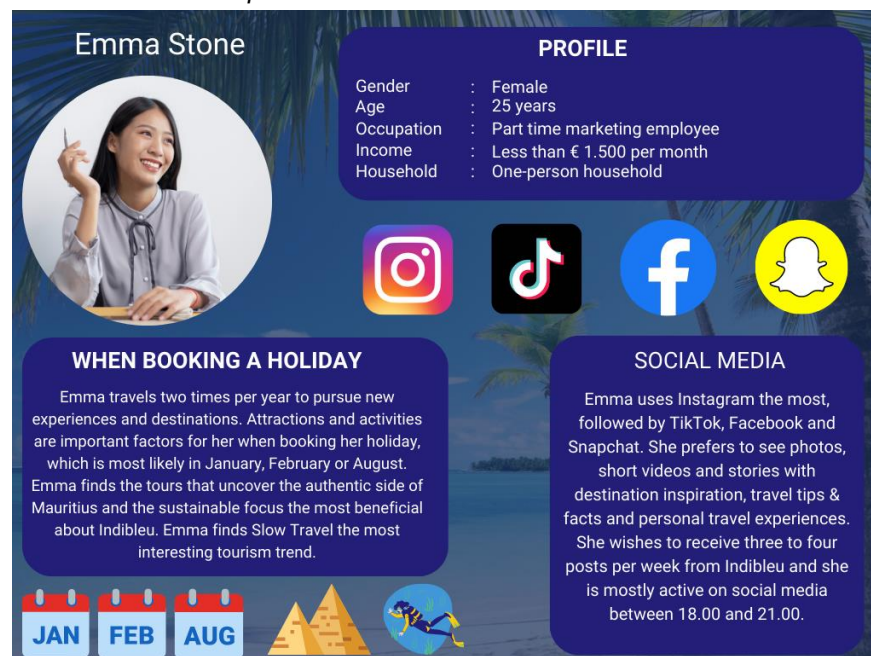 Emma Stone
PROFILE
Gender : Female
Age : 25 years
Occupation : Part time marketing employee
Income : Less than € 1.500 per month
Household : One-person household
WHEN BOOKING A HOLIDAY
Emma travels two times per year to pursue new
experiences and destinations. Attractions and activities
are important factors for her when booking her holiday,
which is most likely in January, February or August.
Emma finds the tours that uncover the authentic side of
Mauritius and the sustainable focus the most beneficial
about Indibleu. Emma finds Slow Travel the most
interesting tourism trend.
SOCIAL MEDIA
Emma uses Instagram the most,
followed by TikTok, Facebook and
Snapchat. She prefers to see photos,
short videos and stories with
destination inspiration, travel tips &
facts and personal travel experiences.
She wishes to receive three to four
posts per week from Indibleu and she
is mostly active on social media
between 18.00 and 21.00.
JAN
FEB
AUG